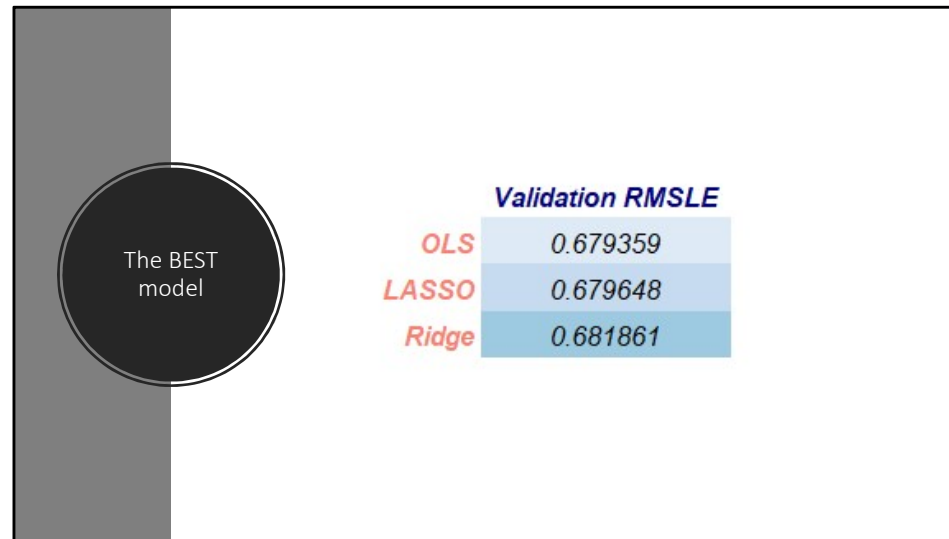 The BEST
model
Validation RMSLE
OLS 0.679359
LASSO 0.679648
Ridge 0.681861